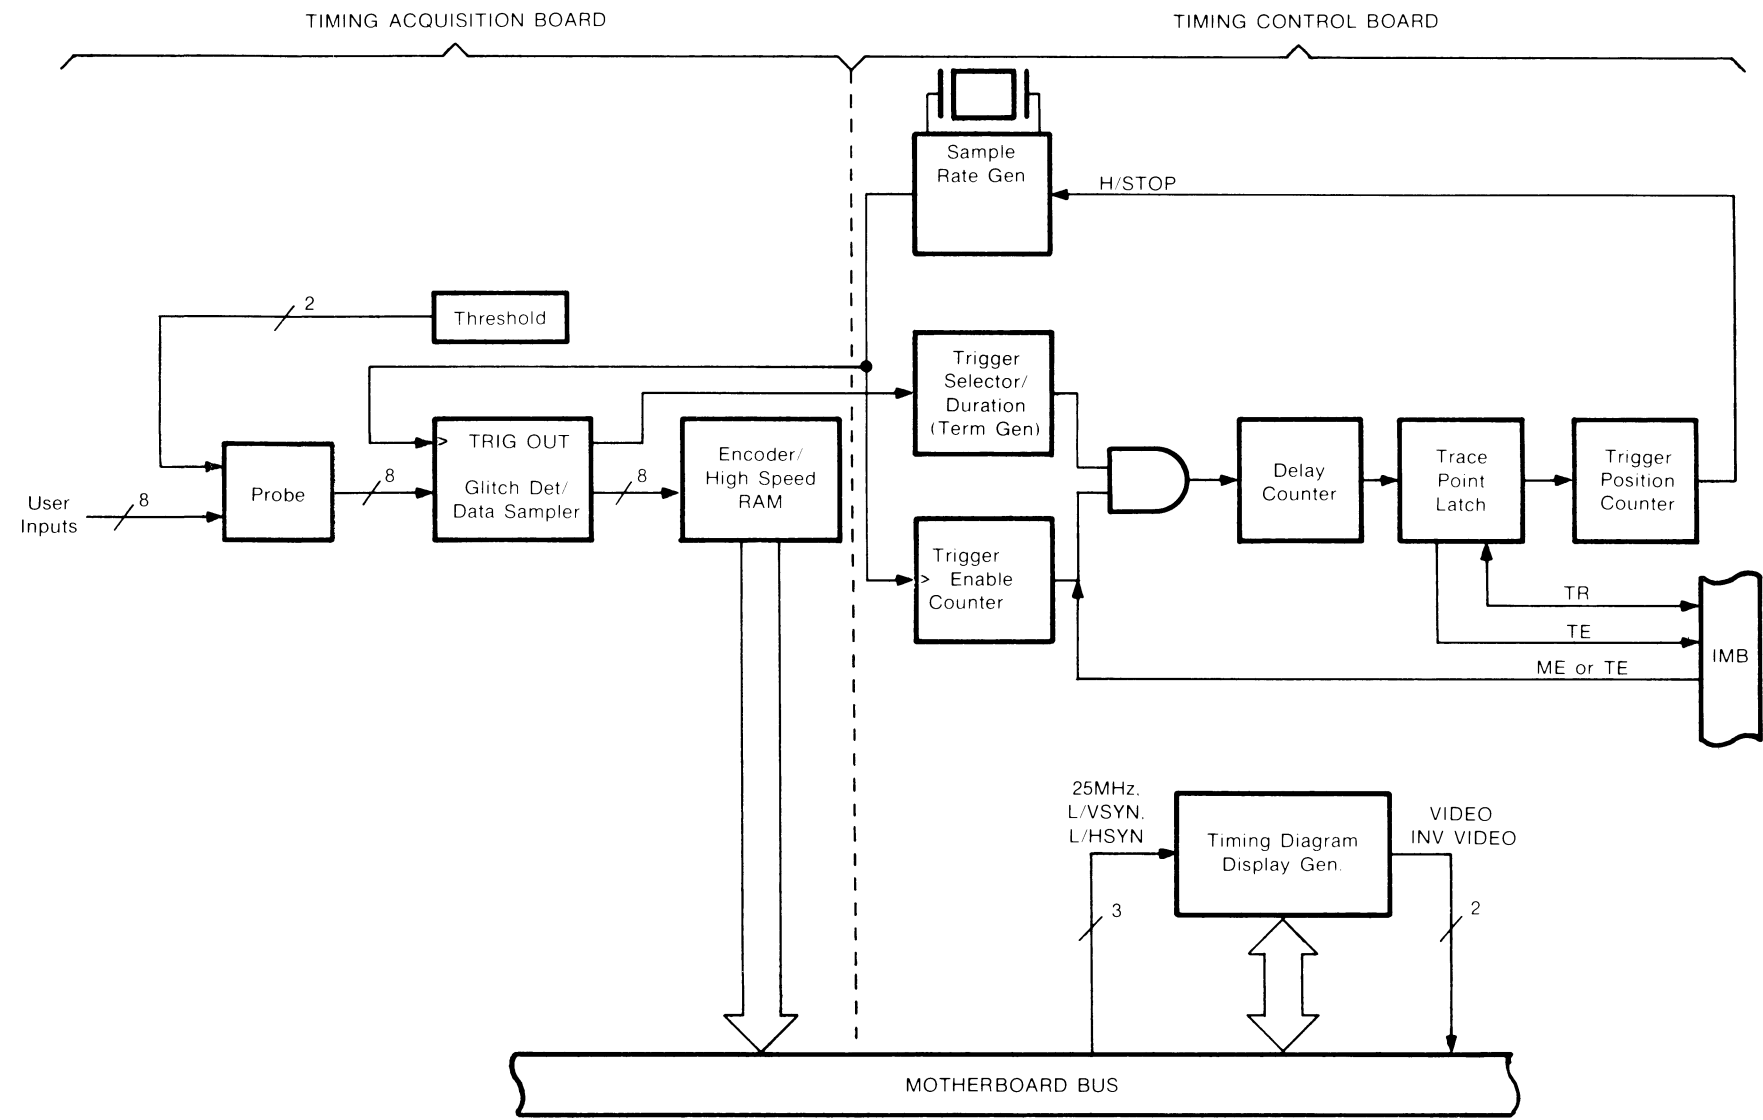 TIMING ACQUISITION BOARD
TIMING CONTROL BOARD
Sample
Rate Gen
H/STOP
2
Threshold
Trigger
Selector/
Duration
(Term Gen)
> TRIG OUT
Glitch Det/
Data Sampler
Encoder/
High Speed
RAM
User
Inputs
8
Probe
8
8
Delay
Counter
Trace
Point
Latch
Trigger
Position
Counter
Trigger
> Enable
Counter
TR
TE
ME or TE
IMB
25MHz,
L/VSYN,
L/HSYN
Timing Diagram
Display Gen.
VIDEO
INV VIDEO
3
2
MOTHERBOARD BUS